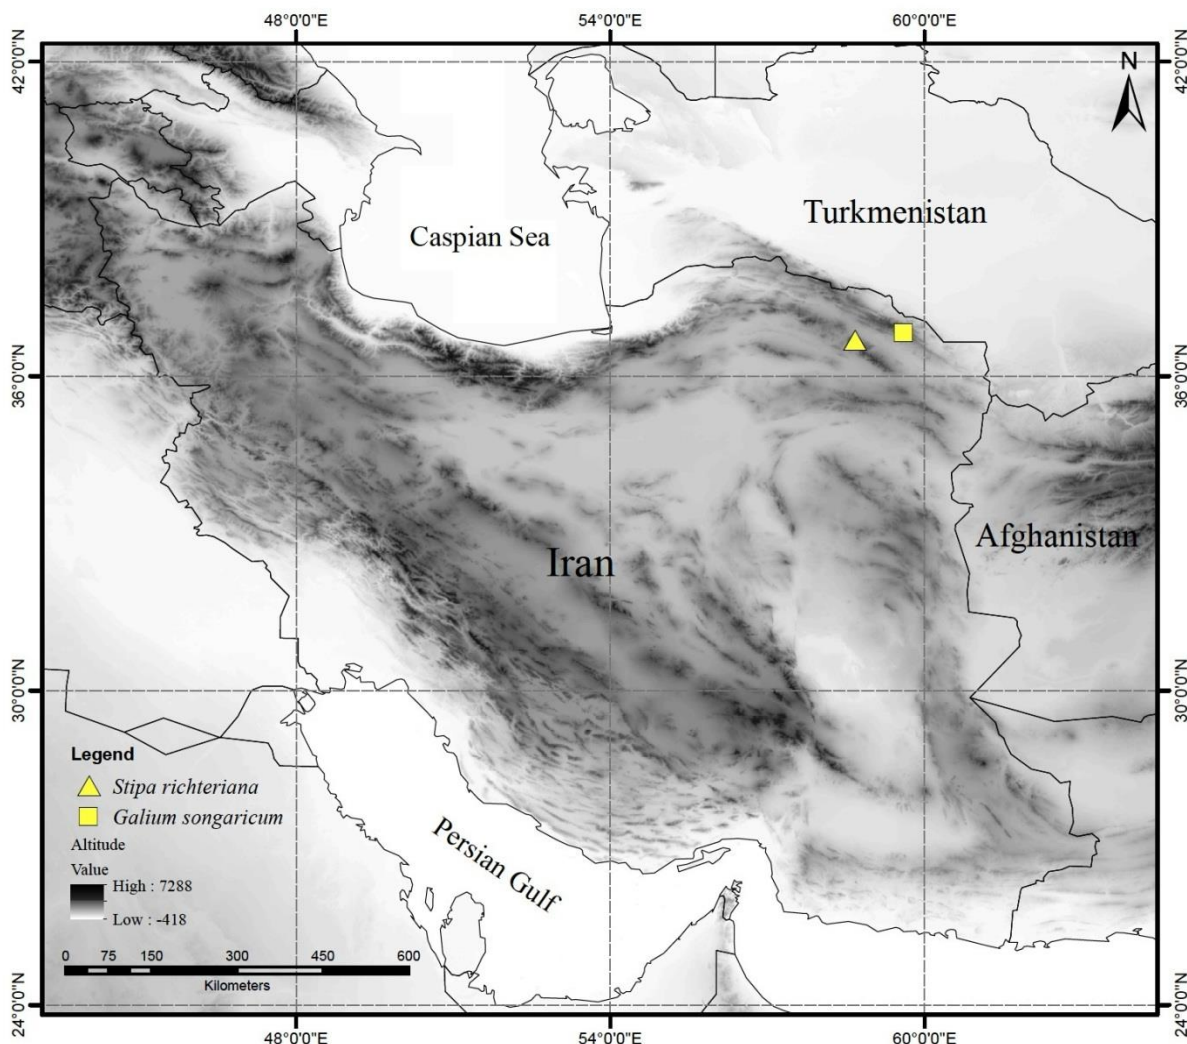 48°0'0"E 54°0'0"E 60°0'0"E
42°0'0"N 42°0'0"N
N
Turkmenistan
Caspian Sea
36°0'0"N 36°0'0"N
Afghanistan
Iran
30°0'0"N 30°0'0"N
Legend
Stipa richteriana
Galium songaricum
Altitude
Value
High : 7288
Low : -418
Persian Gulf
0 75 150 300 450 600
Kilometers
24°0'0"N 24°0'0"N
48°0'0"E 54°0'0"E 60°0'0"E